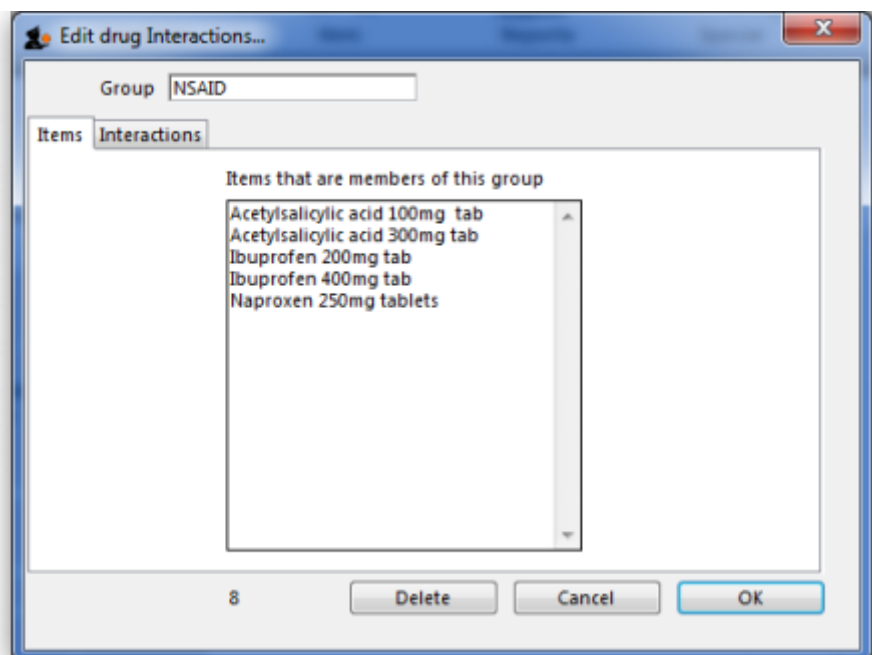 Edit drug Interactions...
Group NSAID
Items Interactions
Items that are members of this group
Acetylsalicylic acid 100mg  tab
Acetylsalicylic acid 300mg tab
Ibuprofen 200mg tab
Ibuprofen 400mg tab
Naproxen 250mg tablets
8 Delete Cancel OK